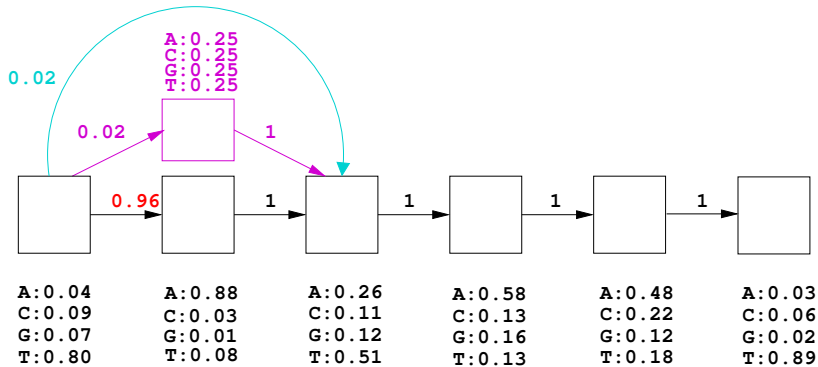 A:0.25
C:0.25
G:0.25
T:0.25
0.02
0.02
1
0.96
1
1
1
1
A:0.04
C:0.09
G:0.07
T:0.80
A:0.88
C:0.03
G:0.01
T:0.08
A:0.26
C:0.11
G:0.12
T:0.51
A:0.58
C:0.13
G:0.16
T:0.13
A:0.48
C:0.22
G:0.12
T:0.18
A:0.03
C:0.06
G:0.02
T:0.89